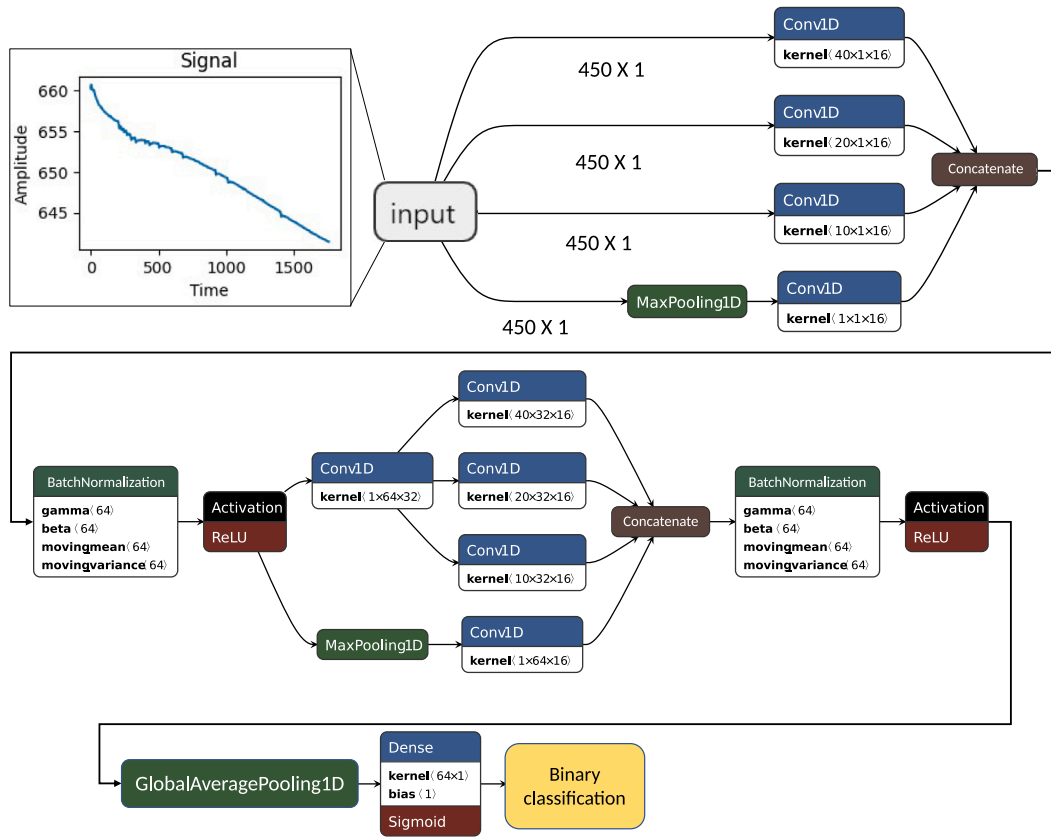 Signal
660
655
650
645
Amplitude
0
500
1000
1500
Time
input
450 X 1
450 X 1
450 X 1
450 X 1
Conv1D
kernel⟨40×1×16⟩
Conv1D
kernel⟨20×1×16⟩
Conv1D
kernel⟨10×1×16⟩
MaxPooling1D
Conv1D
kernel⟨1×1×16⟩
Concatenate
BatchNormalization
gamma⟨64⟩
beta⟨64⟩
moving_mean⟨64⟩
moving_variance⟨64⟩
Activation
ReLU
Conv1D
kernel⟨1×64×32⟩
Conv1D
kernel⟨40×32×16⟩
Conv1D
kernel⟨20×32×16⟩
Conv1D
kernel⟨10×32×16⟩
MaxPooling1D
Conv1D
kernel⟨1×64×16⟩
Concatenate
BatchNormalization
gamma⟨64⟩
beta⟨64⟩
moving_mean⟨64⟩
moving_variance⟨64⟩
Activation
ReLU
GlobalAveragePooling1D
Dense
kernel⟨64×1⟩
bias⟨1⟩
Sigmoid
Binary
classification